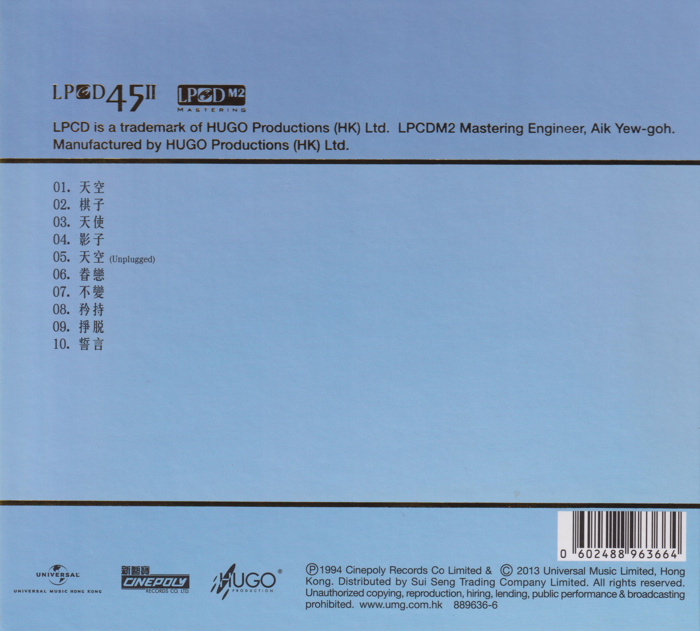 LPCD45II LPCD M2
MASTERING
LPCD is a trademark of HUGO Productions (HK) Ltd. LPCDM2 Mastering Engineer, Aik Yew-goh.
Manufactured by HUGO Productions (HK) Ltd.
01. 天空
02. 棋子
03. 天使
04. 影子
05. 天空 (Unplugged)
06. 眷戀
07. 不變
08. 矜持
09. 掙脱
10. 誓言
0 602488 963664
UNIVERSAL
UNIVERSAL MUSIC HONG KONG
新藝寶
CINEPOLY
RECORDS CO. LTD.
HUGO®
PRODUCTION
Ⓟ1994 Cinepoly Records Co Limited & © 2013 Universal Music Limited, Hong
Kong. Distributed by Sui Seng Trading Company Limited. All rights reserved.
Unauthorized copying, reproduction, hiring, lending, public performance & broadcasting
prohibited. www.umg.com.hk 889636-6